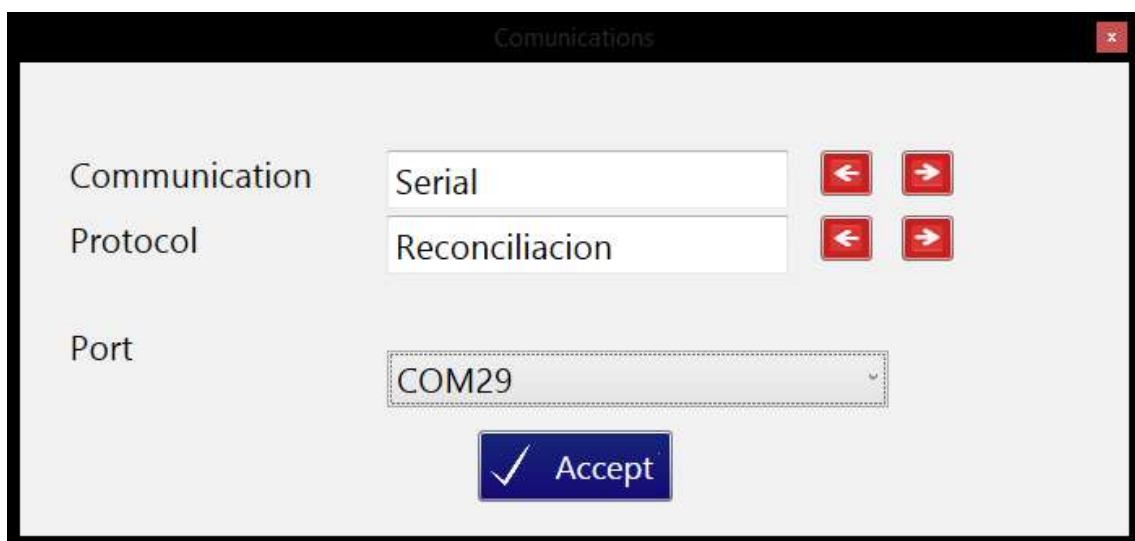 Comunications
x
Communication Serial
Protocol Reconciliacion
Port
COM29
Accept